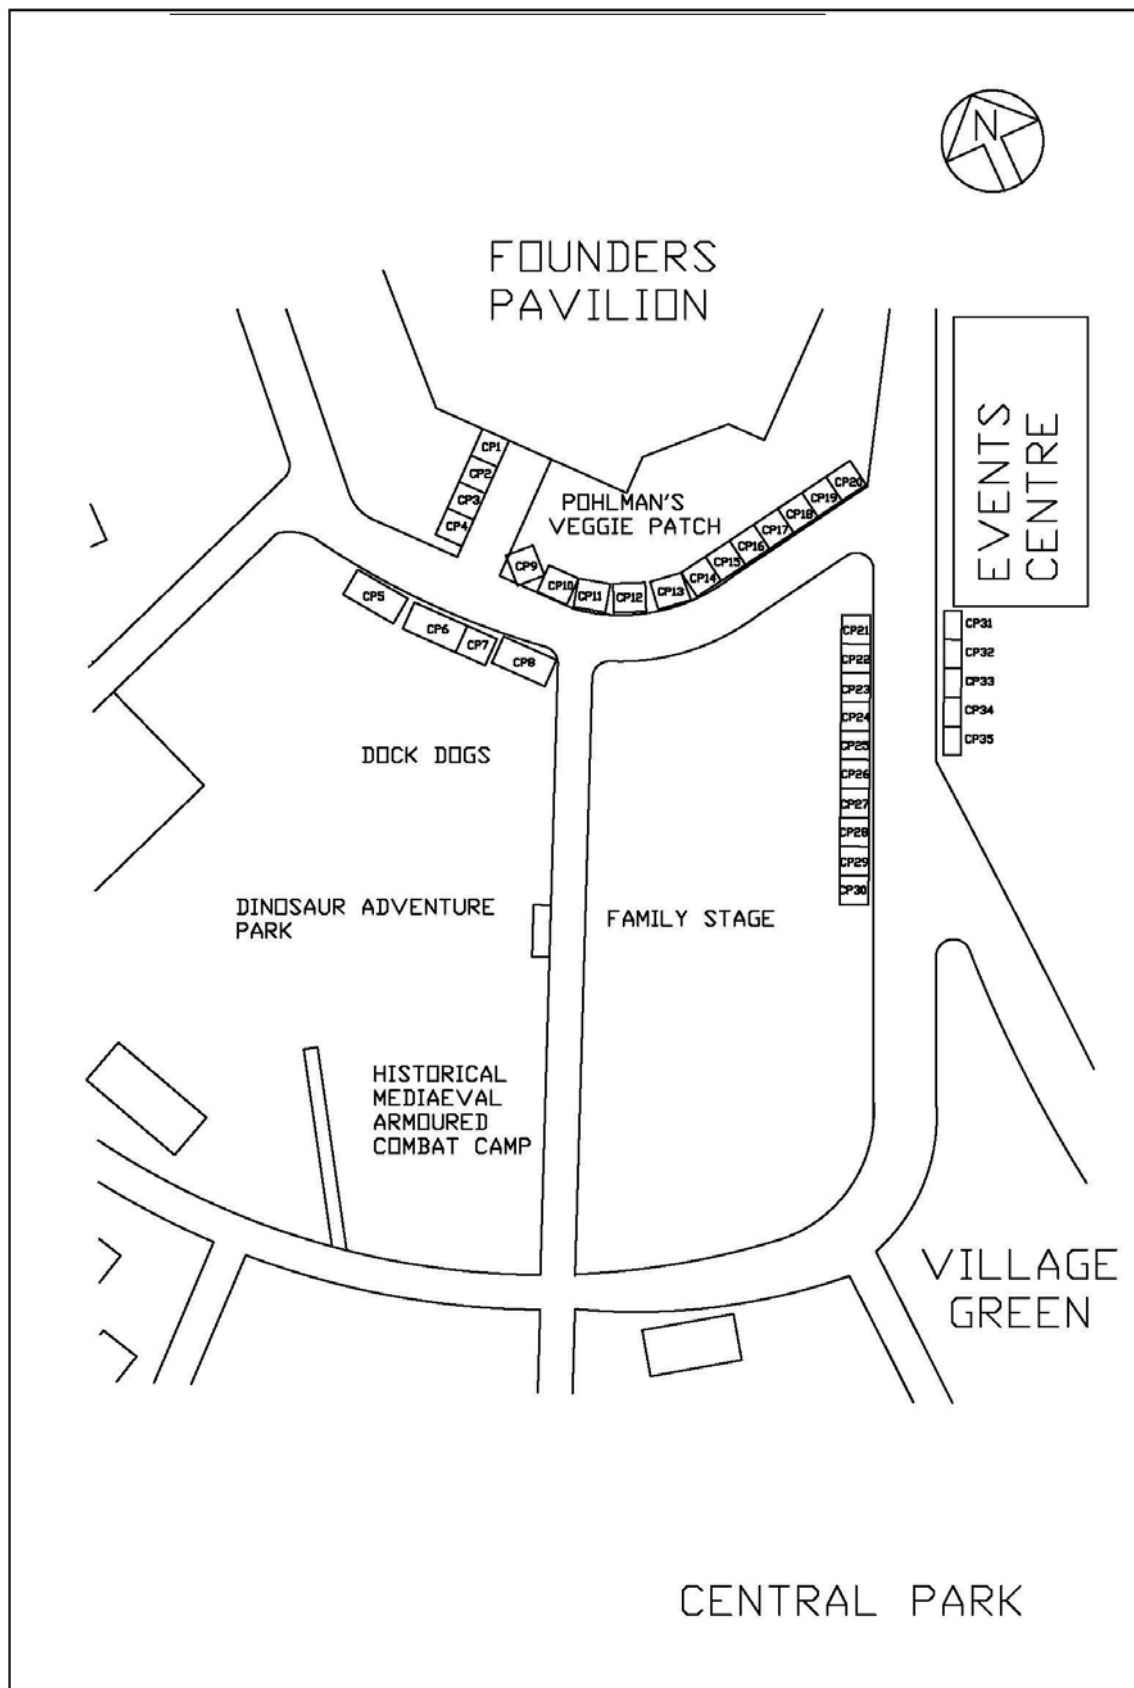 N
FOUNDERS
PAVILION
EVENTS
CENTRE
CP1
CP2
CP3
CP4
POHLMAN'S
VEGGIE PATCH
CP20
CP19
CP18
CP17
CP16
CP15
CP14
CP13
CP12
CP11
CP10
CP9
CP5
CP6
CP7
CP8
CP21
CP22
CP23
CP24
CP25
CP26
CP27
CP28
CP29
CP30
CP31
CP32
CP33
CP34
CP35
DOCK DOGS
DINOSAUR ADVENTURE
PARK
FAMILY STAGE
HISTORICAL
MEDIAEVAL
ARMOURED
COMBAT CAMP
VILLAGE
GREEN
CENTRAL PARK